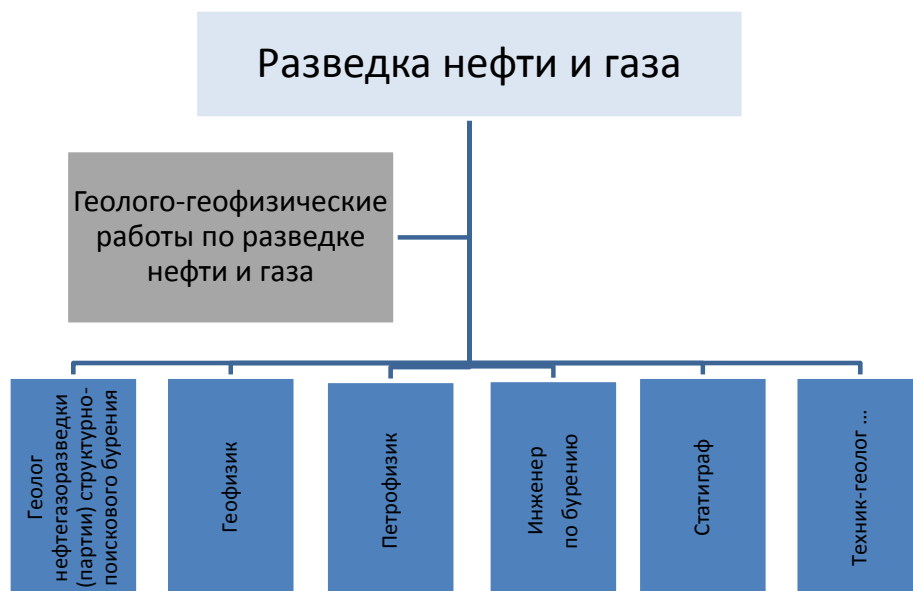 Разведка нефти и газа
Геолого-геофизические
работы по разведке
нефти и газа
Геолог
нефтегазоразведки
(партии) структурно-
поискового бурения
Геофизик
Петрофизик
Инженер
по бурению
Статиграф
Техник-геолог ...